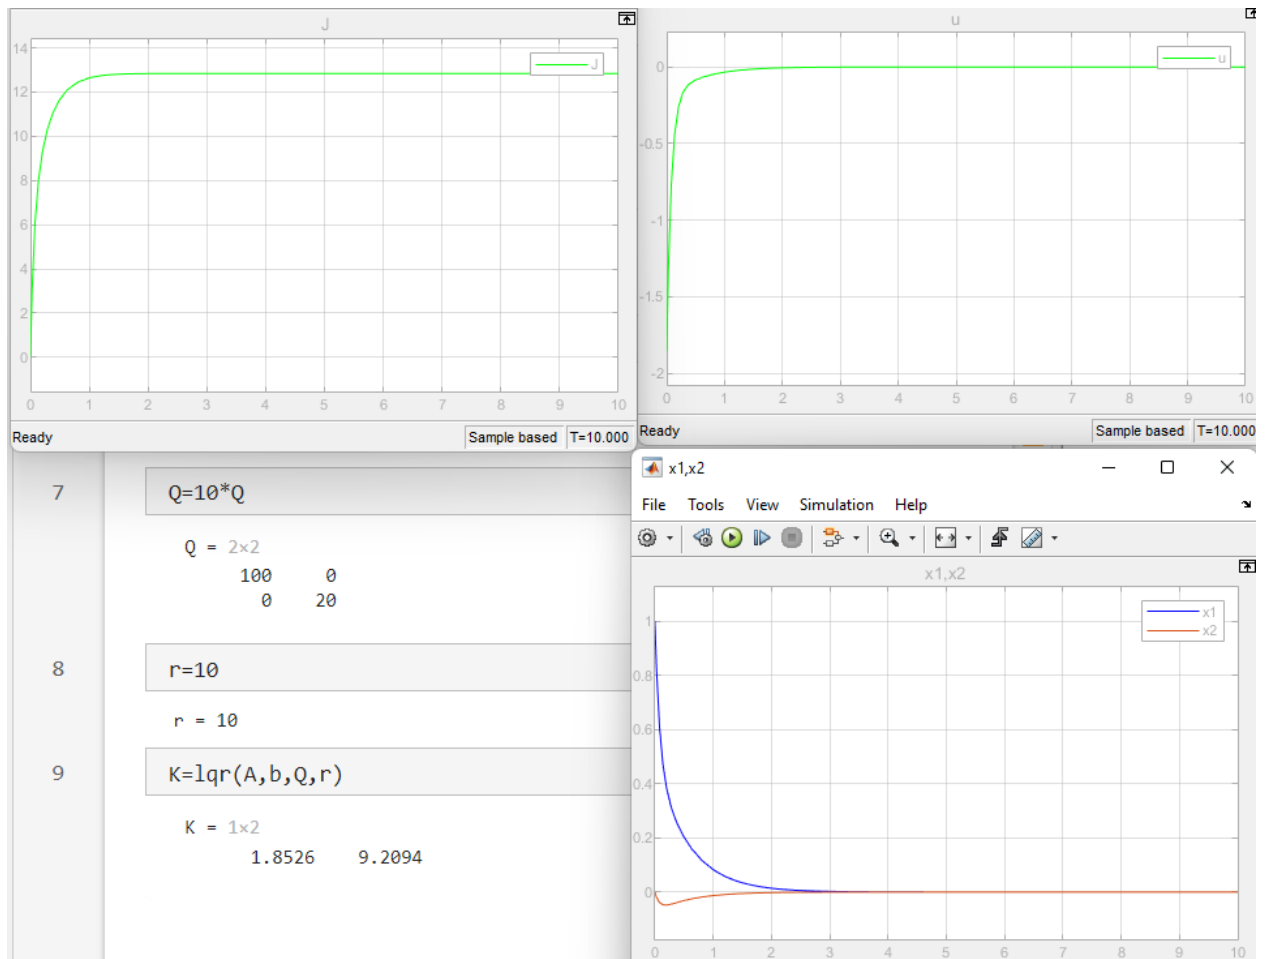 J
14
12
10
8
6
4
2
0
J
0 1 2 3 4 5 6 7 8 9 10
Ready Sample based T=10.000
u
0
-0.5
-1
-1.5
-2
u
0 1 2 3 4 5 6 7 8 9 10
Ready Sample based T=10.000
7 Q=10*Q
Q = 2×2
100 0
0 20
8 r=10
r = 10
9 K=lqr(A,b,Q,r)
K = 1×2
1.8526 9.2094
x1,x2
File Tools View Simulation Help
x1,x2
1
0.8
0.6
0.4
0.2
0
x1
x2
0 1 2 3 4 5 6 7 8 9 10